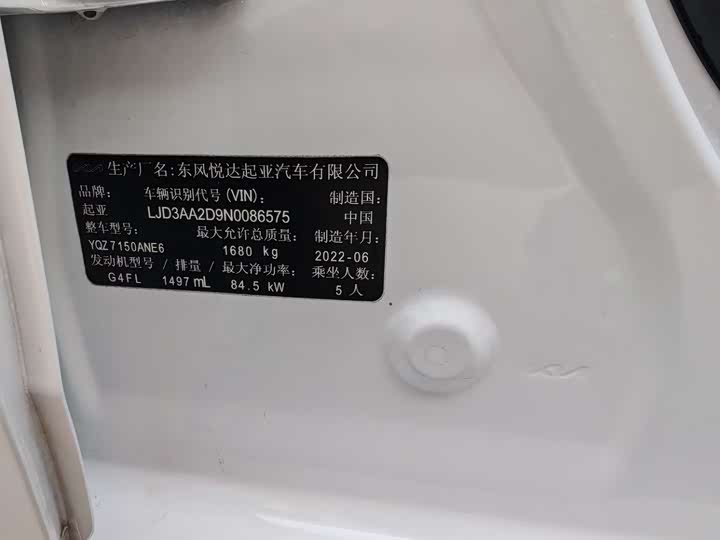 生产厂名:东风悦达起亚汽车有限公司
品牌: 车辆识别代号(VIN): 制造国:
起亚 LJD3AA2D9N0086575 中国
整车型号: 最大允许总质量: 制造年月:
YQZ7150ANE6 1680 kg 2022-06
发动机型号/排量/最大净功率: 乘坐人数:
G4FL 1497mL 84.5 kW 5人